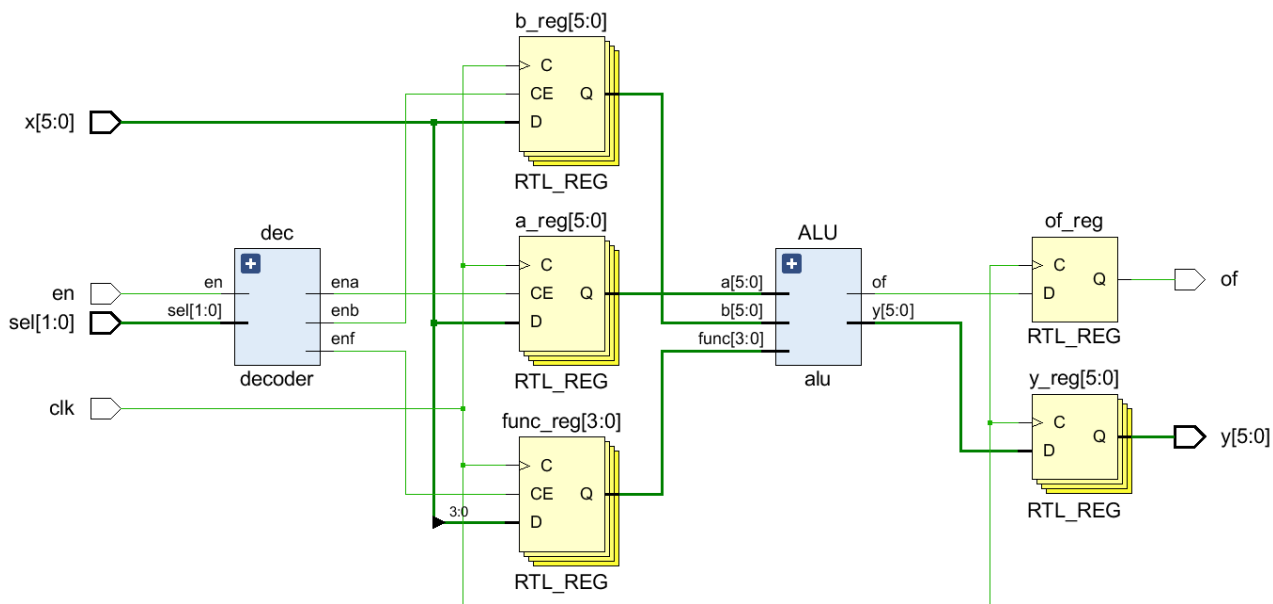 b_reg[5:0]
C
CE
Q
D
RTL_REG
x[5:0]
a_reg[5:0]
C
CE
Q
D
RTL_REG
dec
en
sel[1:0]
ena
enb
enf
decoder
en
sel[1:0]
clk
func_reg[3:0]
C
CE
Q
3:0
D
RTL_REG
ALU
a[5:0]
b[5:0]
func[3:0]
of
y[5:0]
alu
of_reg
C
Q
D
RTL_REG
of
y_reg[5:0]
C
Q
D
RTL_REG
y[5:0]